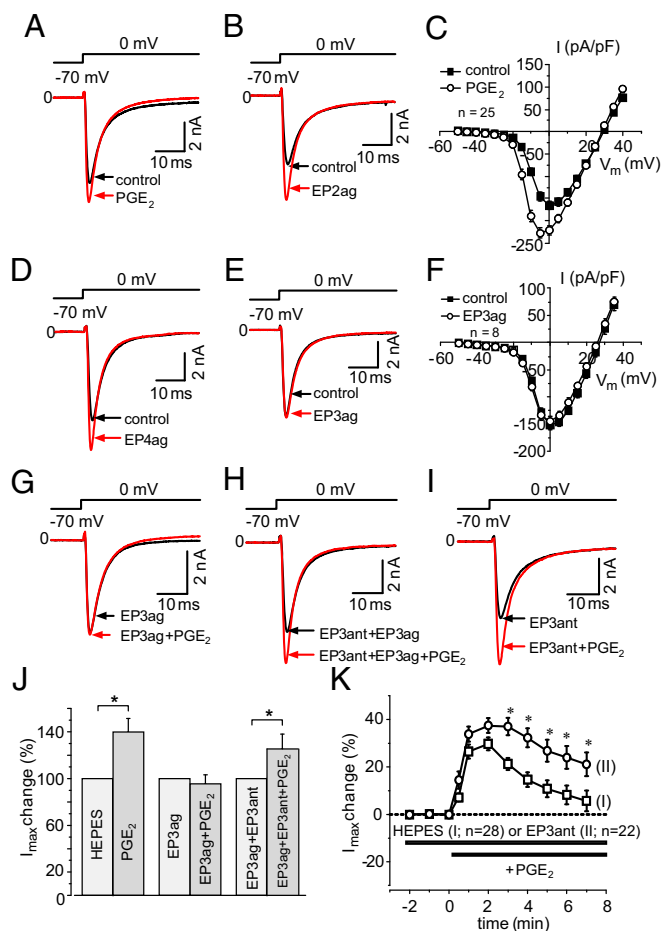 A
0 mV
-70 mV
0
2 nA
10 ms
control
PGE₂
B
0 mV
-70 mV
0
2 nA
10 ms
control
EP2ag
C
I (pA/pF)
control
PGE₂
n = 25
150
100
50
-60 -40 -20 20 40
Vm (mV)
-250
D
0 mV
-70 mV
0
2 nA
10 ms
control
EP4ag
E
0 mV
-70 mV
0
2 nA
10 ms
control
EP3ag
F
I (pA/pF)
control
EP3ag
n = 8
100
50
-60 -40 20 40
Vm (mV)
-50
-100
-150
-200
G
0 mV
-70 mV
0
2 nA
10 ms
EP3ag
EP3ag+PGE₂
H
0 mV
-70 mV
0
2 nA
10 ms
EP3ant+EP3ag
EP3ant+EP3ag+PGE₂
I
0 mV
-70 mV
0
2 nA
10 ms
EP3ant
EP3ant+PGE₂
J
Imax change (%)
140
100
60
20
HEPES
PGE₂
EP3ag
EP3ag+PGE₂
EP3ag+EP3ant
EP3ag+EP3ant+PGE₂
*
*
K
Imax change (%)
40
20
0
-20
* * * * *
(II)
(I)
HEPES (I; n=28) or EP3ant (II; n=22)
+PGE₂
-2 0 2 4 6 8
time (min)